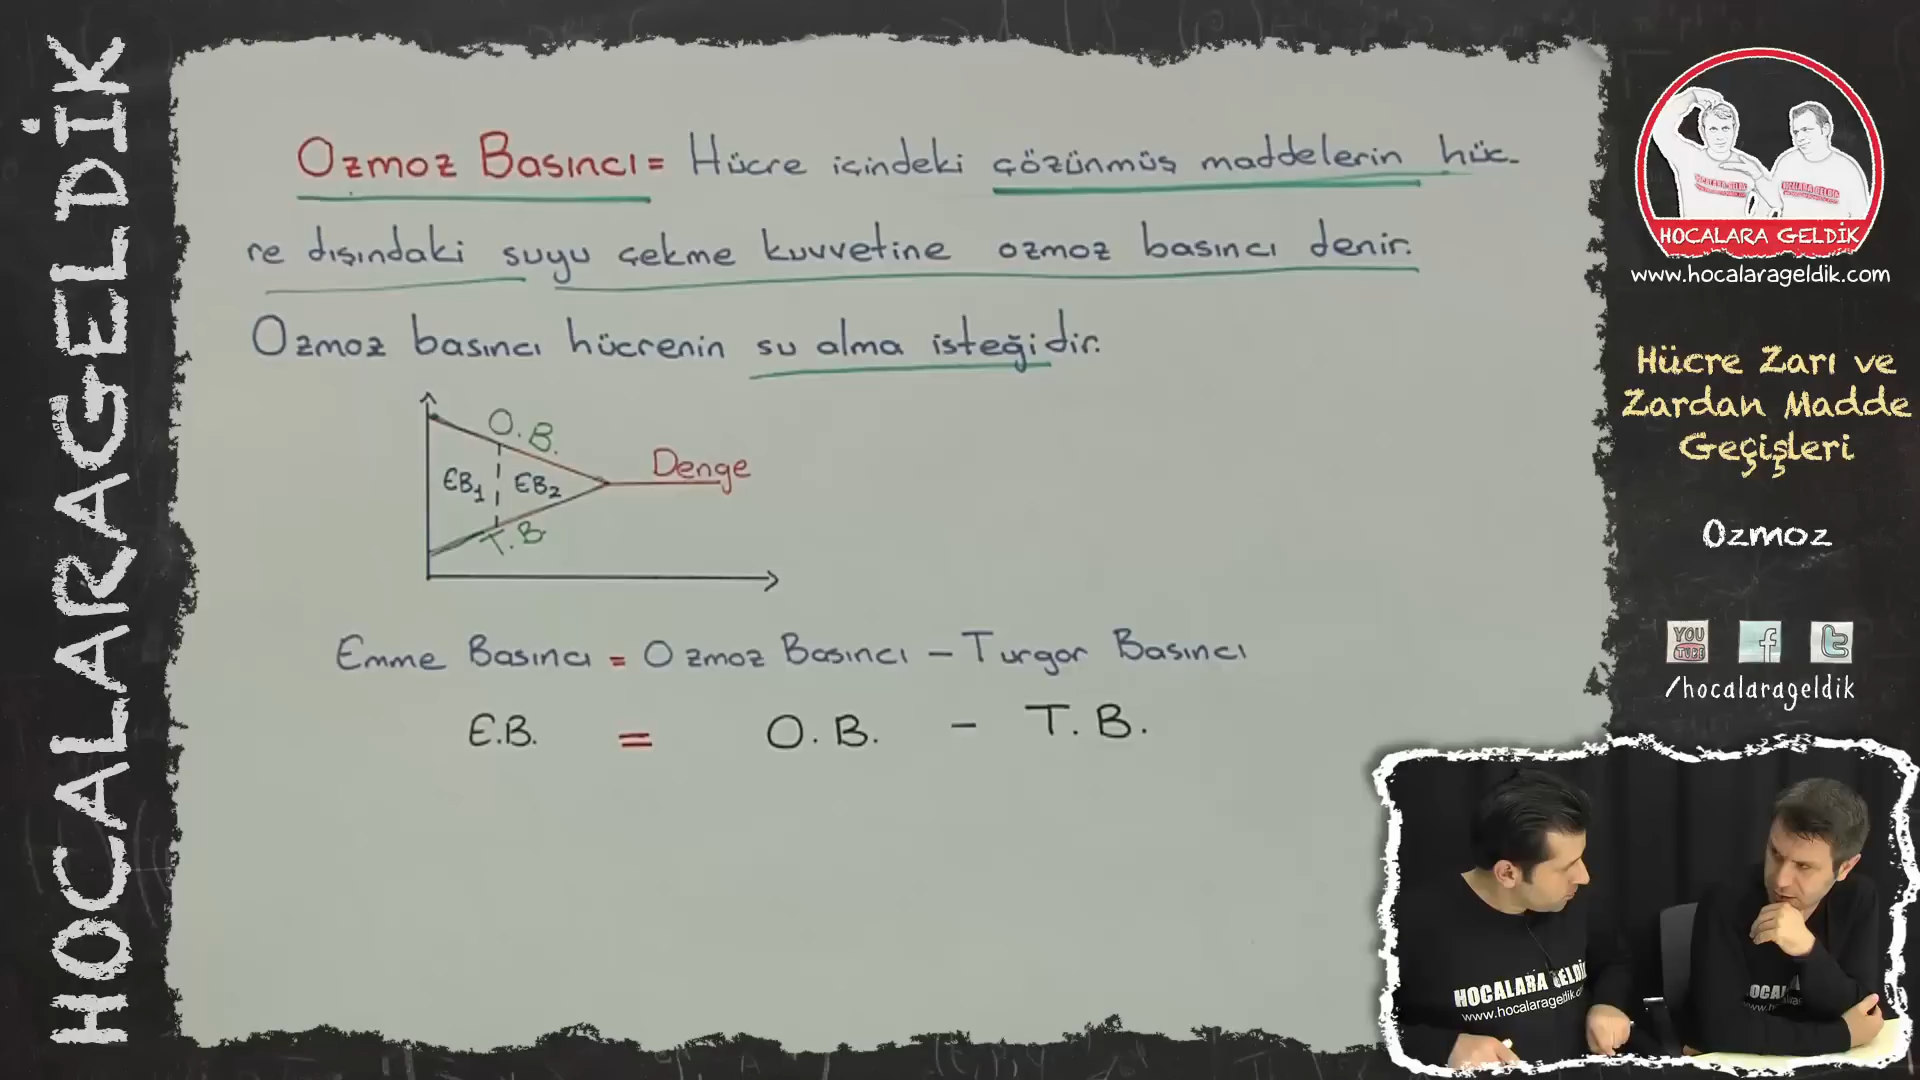 HOCALARAGELDİK
Ozmoz Basıncı = Hücre içindeki çözünmüş maddelerin hüc-
re dışındaki suyu çekme kuvvetine ozmoz basıncı denir.
Ozmoz basıncı hücrenin su alma isteğidir.
O.B.
Denge
EB1 EB2
T.B.
Emme Basıncı = Ozmoz Basıncı - Turgor Basıncı
E.B. = O.B. - T.B.
HOCALARA GELDİK
www.hocalarageldik.com
Hücre Zarı ve
Zardan Madde
Geçişleri
Ozmoz
YOU
TUBE
f
t
/hocalarageldik
HOCALARA GELDİK
www.hocalarageldik.c